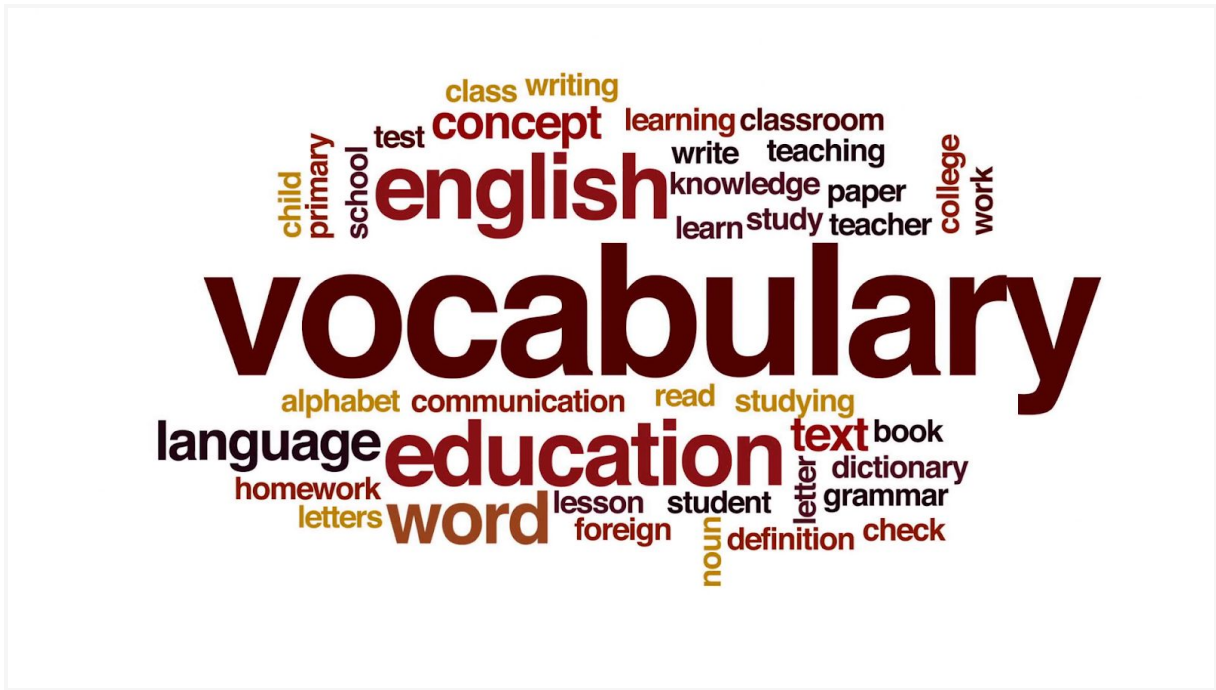 class writing
test concept learning classroom
child primary school english write teaching college work
knowledge paper
learn study teacher
vocabulary
alphabet communication read studying
language education text book
letter dictionary
homework word lesson student grammar
letters foreign noun definition check